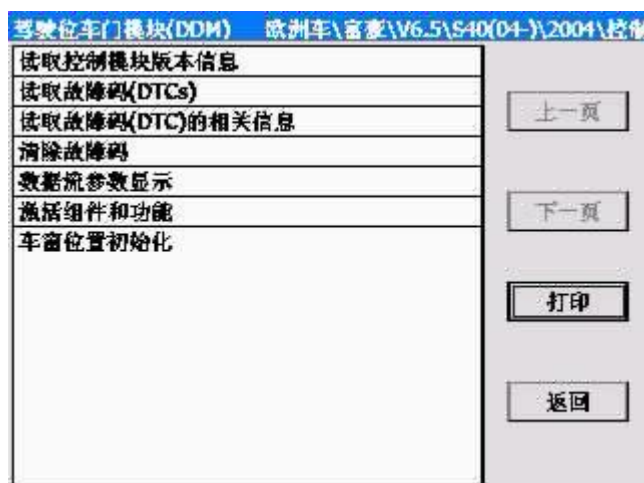 驾驶位车门模块(DDM) 欧洲车\富豪\V6.5\S40(04-)\2004\控制
读取控制模块版本信息
读取故障码(DTCs)
读取故障码(DTC)的相关信息
清除故障码
数据流参数显示
激活组件和功能
车窗位置初始化
上一页
下一页
打印
返回